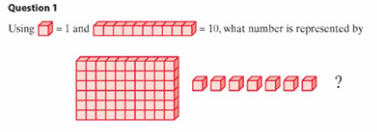 Question 1
Using = 1 and = 10, what number is represented by
?